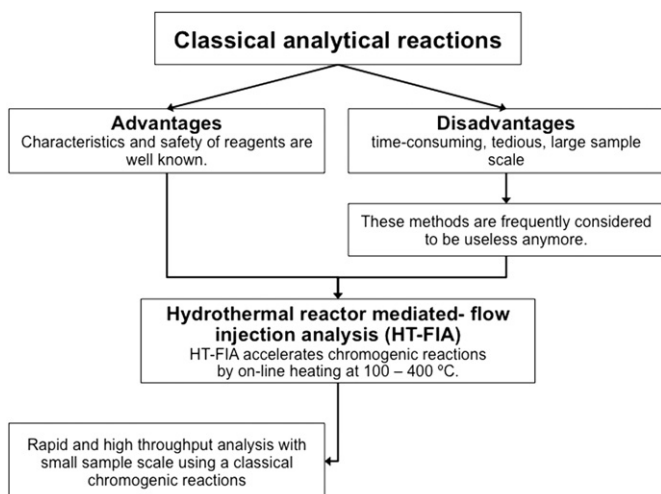 Classical analytical reactions
Advantages
Characteristics and safety of reagents are
well known.
Disadvantages
time-consuming, tedious, large sample
scale
These methods are frequently considered
to be useless anymore.
Hydrothermal reactor mediated- flow
injection analysis (HT-FIA)
HT-FIA accelerates chromogenic reactions
by on-line heating at 100 – 400 ºC.
Rapid and high throughput analysis with
small sample scale using a classical
chromogenic reactions